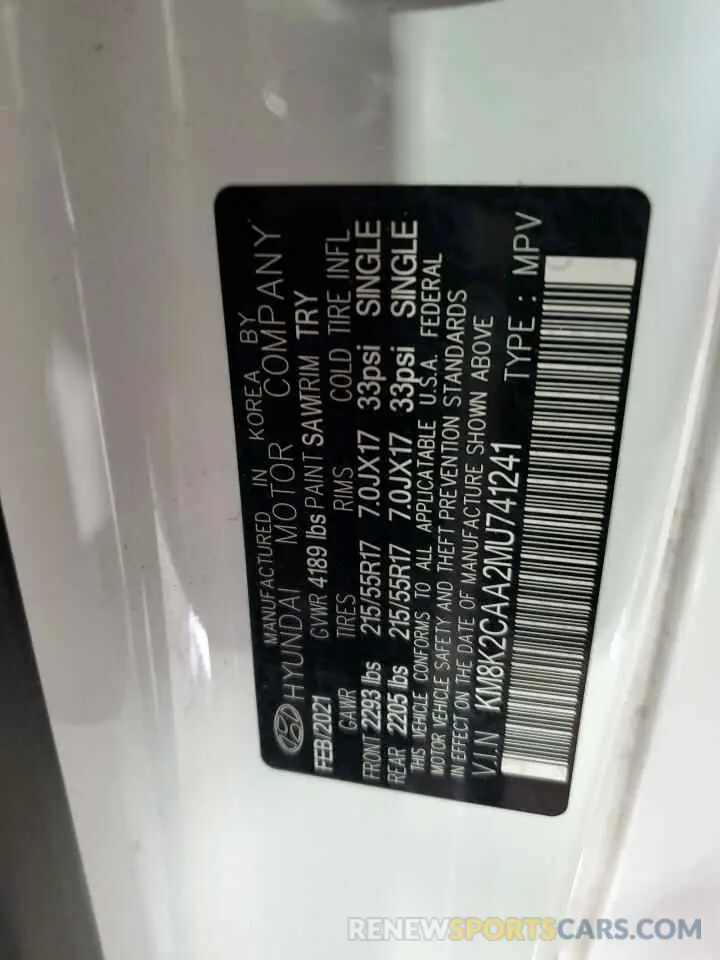 MANUFACTURED IN KOREA BY
HYUNDAI MOTOR COMPANY
FEB/2021 GVWR 4189 lbs PAINT SAWTRIM TRY
GAWR TIRES RIMS COLD TIRE INFL
FRONT 2293 lbs 215/55R17 7.0JX17 33psi SINGLE
REAR 2205 lbs 215/55R17 7.0JX17 33psi SINGLE
THIS VEHICLE CONFORMS TO ALL APPLICABLE U.S.A. FEDERAL
MOTOR VEHICLE SAFETY AND THEFT PREVENTION STANDARDS
IN EFFECT ON THE DATE OF MANUFACTURE SHOWN ABOVE
V.I.N KM8K2CAA2MU741241 TYPE : MPV
RENEWSPORTSCARS.COM